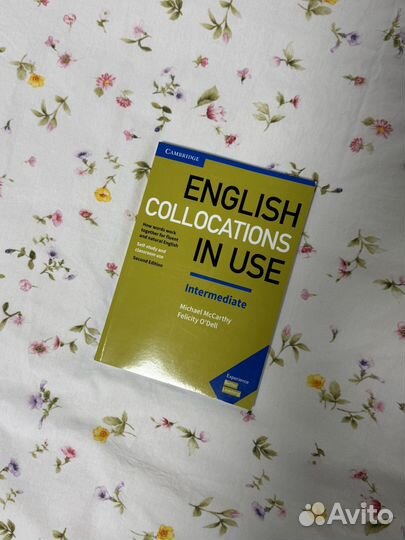 CAMBRIDGE
ENGLISH
COLLOCATIONS
IN USE
How words work
together for fluent
and natural English
Self-study and
classroom use
Second Edition
Intermediate
Michael McCarthy
Felicity O'Dell
Experience
Avito